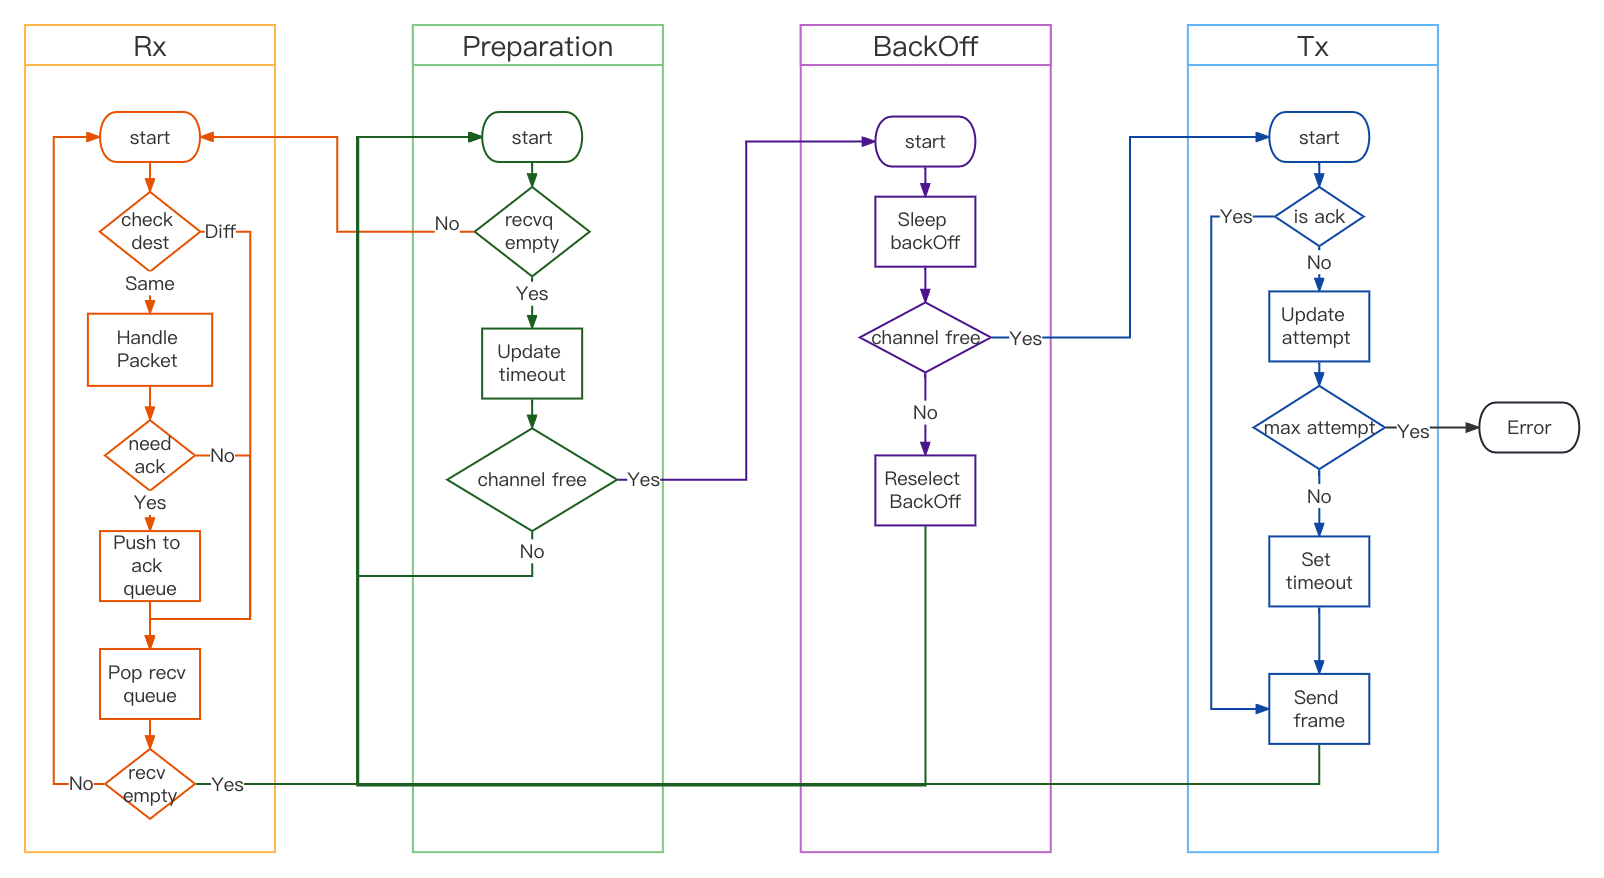 Rx
start
check
dest
Diff
Same
Handle
Packet
need
ack
No
Yes
Push to
ack
queue
Pop recv
queue
recv
empty
No
Yes
Preparation
start
recvq
empty
No
Yes
Update
timeout
channel free
Yes
No
BackOff
start
Sleep
backOff
channel free
Yes
No
Reselect
BackOff
Tx
start
is ack
Yes
No
Update
attempt
max attempt
Yes
No
Set
timeout
Send
frame
Error